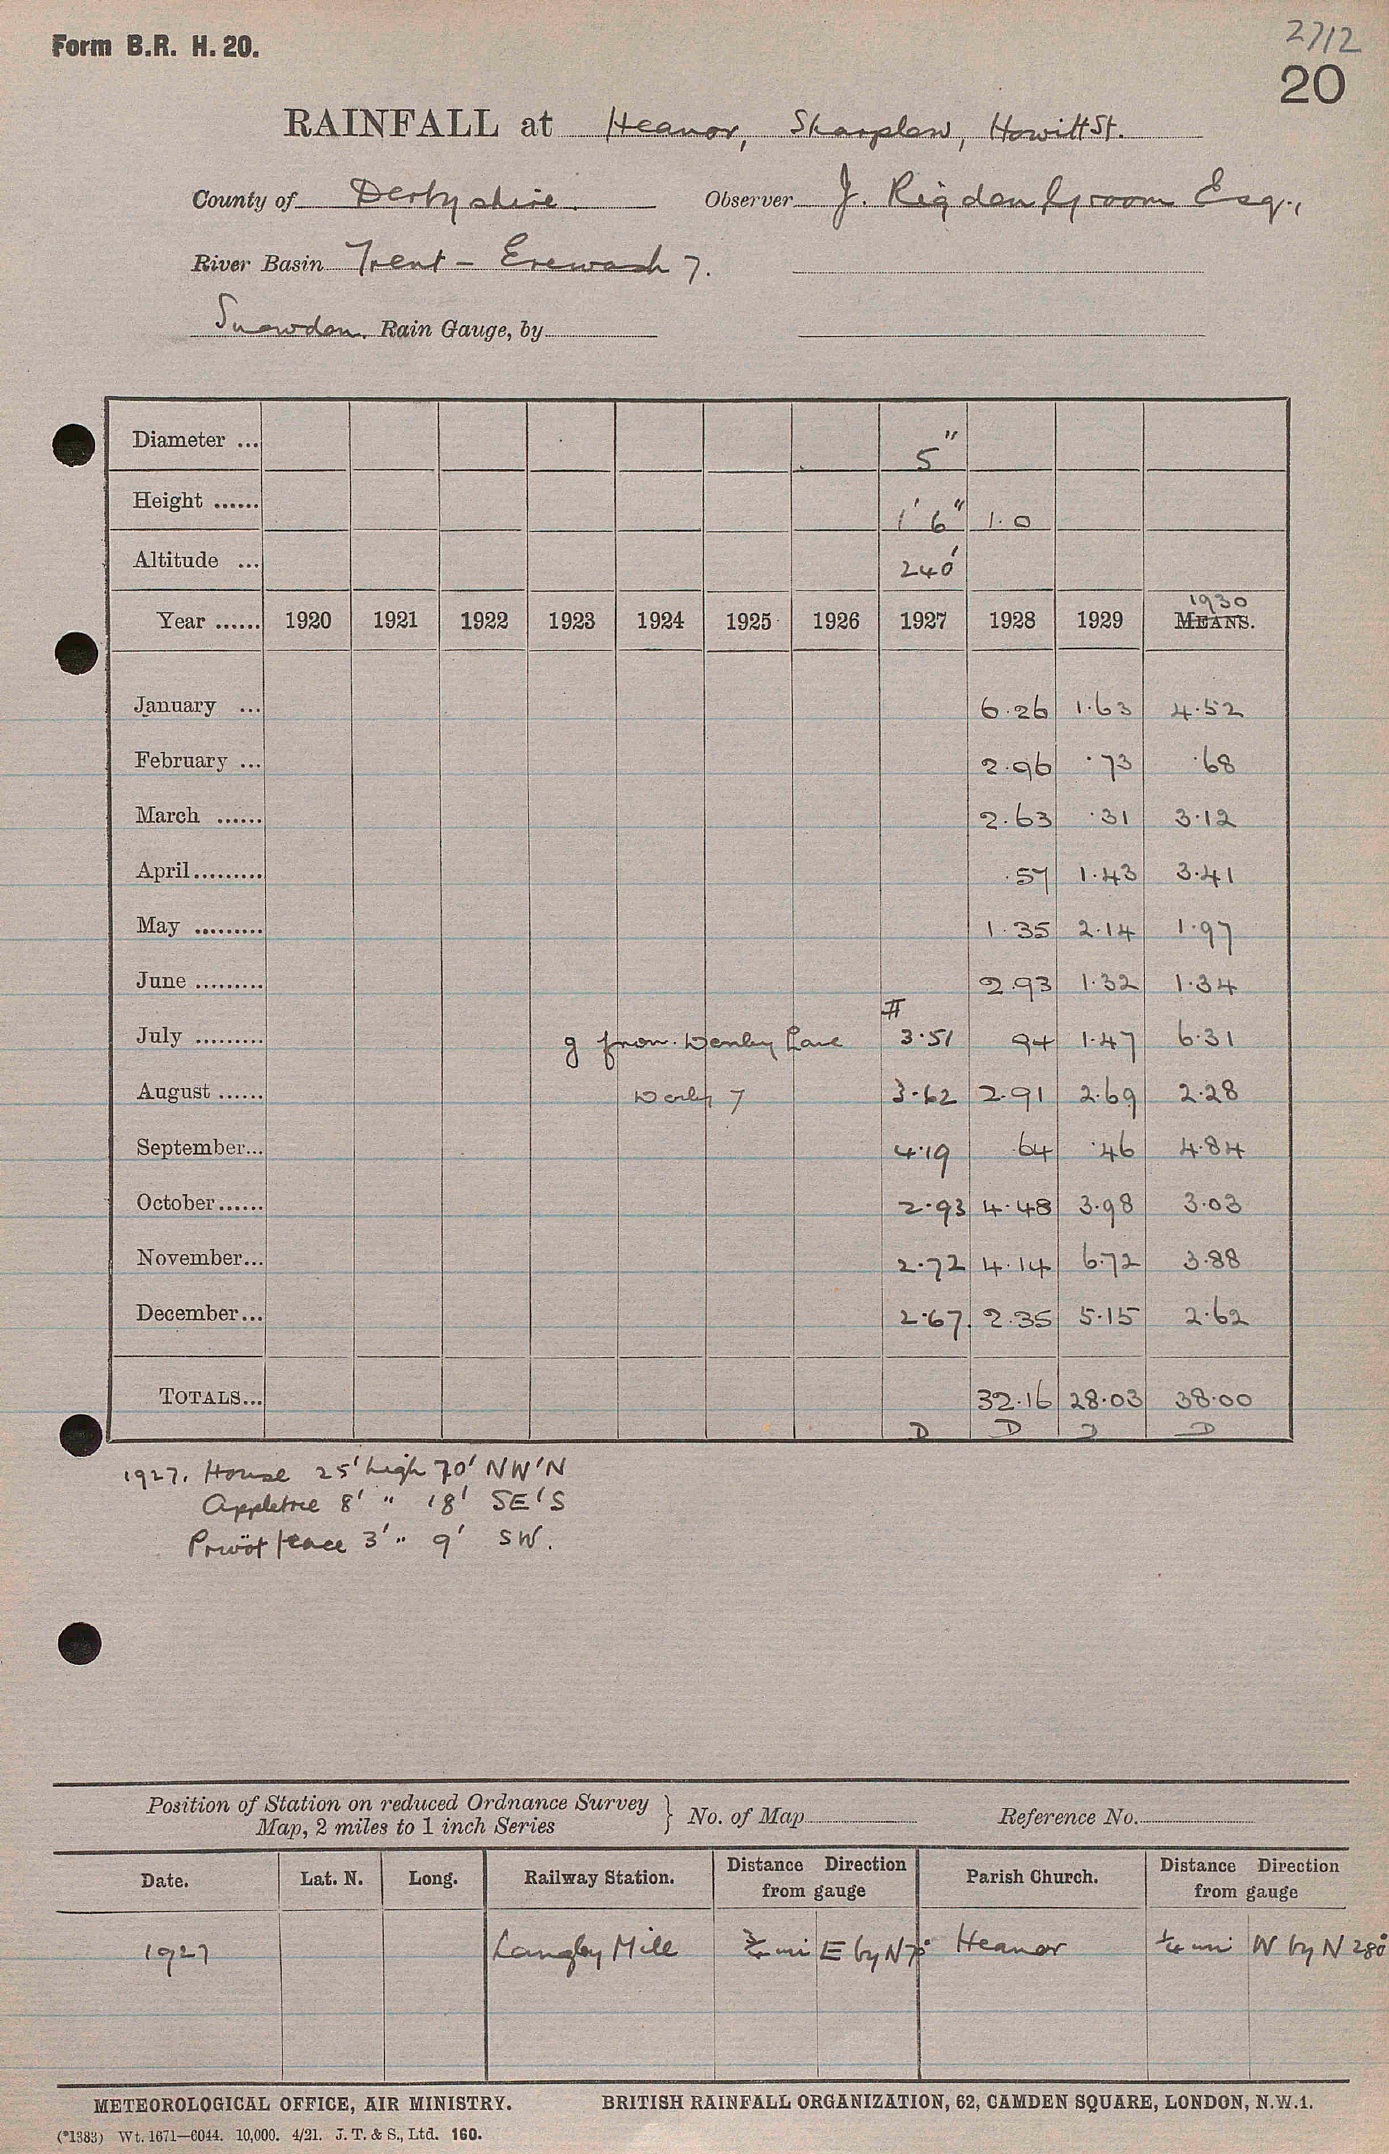 Form B.R. H. 20.
2712
20
RAINFALL at Heanor, Sharplow, Howitt St.
County of Derbyshire. Observer J. Rigden Groom Esq.,
River Basin Trent - Erewash 7.
Snowdon. Rain Gauge, by
Diameter ... 5"
Height ...... 1' 6" 1.0
Altitude ... 240'
1930
Year ...... 1920 1921 1922 1923 1924 1925 1926 1927 1928 1929 MEANS.
January ... 6.26 1.63 4.52
February ... 2.96 .73 .68
March ...... 2.63 .31 3.12
April......... .57 1.43 3.41
May ......... 1.35 2.14 1.97
June ......... 2.93 1.32 1.34
July ......... g from Denby Lane 3.51 .94 1.47 6.31
August ...... 7 3.62 2.91 2.69 2.28
September... 4.19 .64 .46 4.84
October...... 2.93 4.48 3.98 3.03
November... 2.72 4.14 6.72 3.88
December... 2.67. 2.35 5.15 2.62
TOTALS... 32.16 28.03 38.00
D D D D
1927. House 25' high 70' NW'N
Appletree 8' " 18' SE'S
Privot fence 3' " 9' SW.
Position of Station on reduced Ordnance Survey
Map, 2 miles to 1 inch Series } No. of Map Reference No.
Date. Lat. N. Long. Railway Station. Distance Direction from gauge Parish Church. Distance Direction from gauge
1927 Langley Mill 3/4 mi E by N 70° Heanor 1/4 mi W by N 280°
METEOROLOGICAL OFFICE, AIR MINISTRY. BRITISH RAINFALL ORGANIZATION, 62, CAMDEN SQUARE, LONDON, N.W.1.
(*1383) Wt. 1671—6044. 10,000. 4/21. J. T. & S., Ltd. 160.